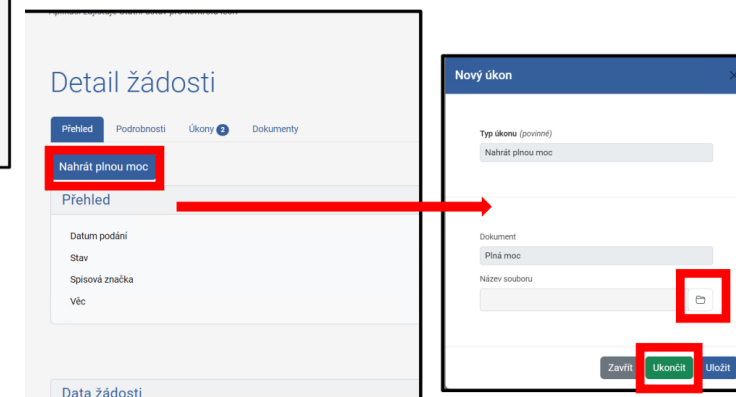 Detail žádosti
Přehled Podrobnosti Úkony 2 Dokumenty
Nahrát plnou moc
Přehled
Datum podání
Stav
Spisová značka
Věc
Data žádosti
Nový úkon
Typ úkonu (povinné)
Nahrát plnou moc
Dokument
Plná moc
Název souboru
Zavřít Ukončit Uložit